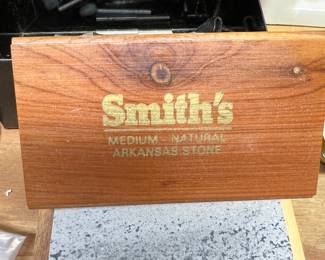 Smith's
MEDIUM - NATURAL
ARKANSAS STONE